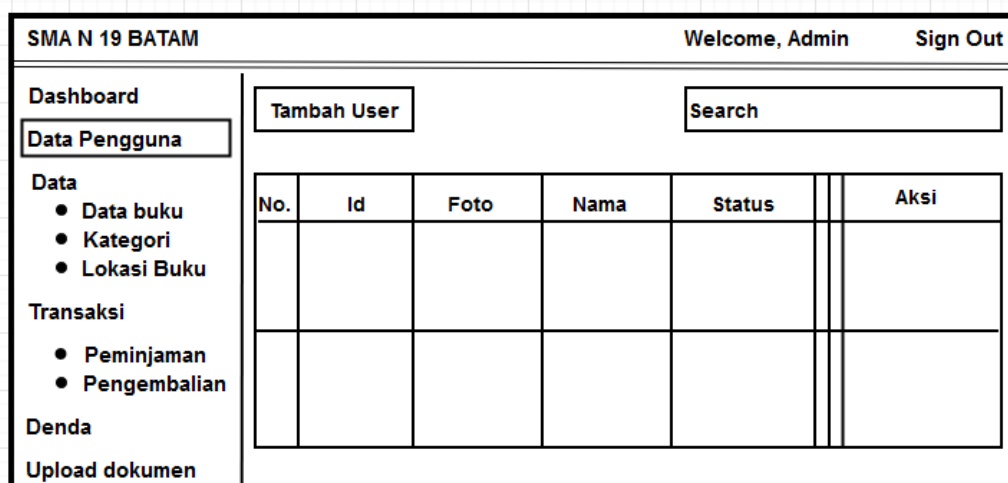 SMA N 19 BATAM Welcome, Admin Sign Out
Dashboard
Data Pengguna
Data
Data buku
Kategori
Lokasi Buku
Transaksi
Peminjaman
Pengembalian
Denda
Upload dokumen
Tambah User Search
No. Id Foto Nama Status Aksi